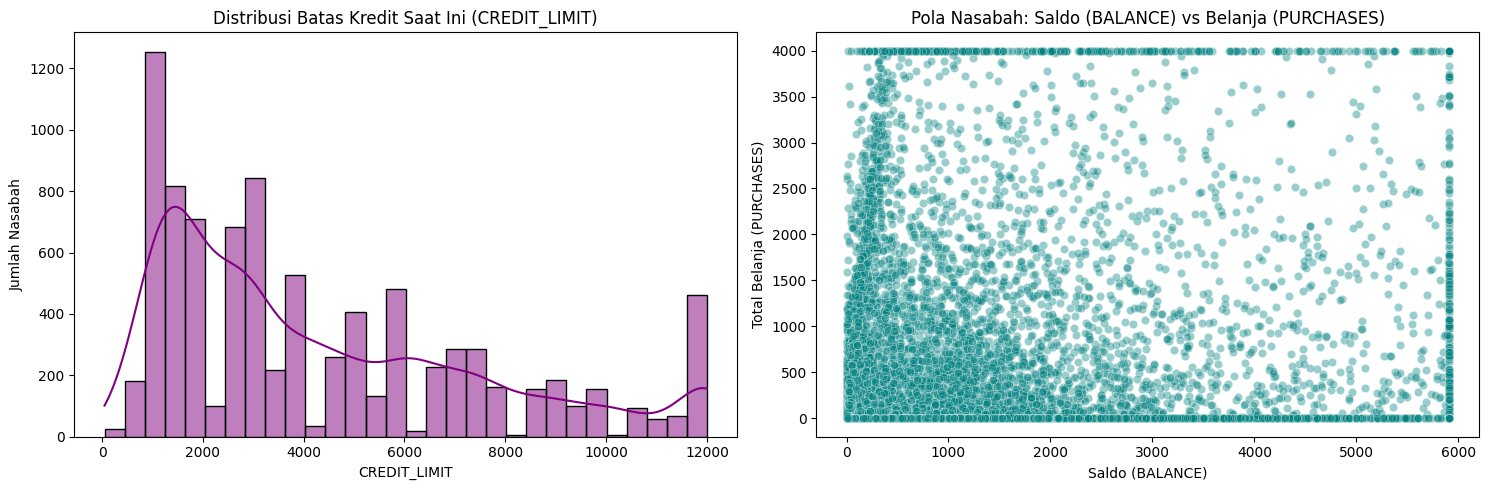 Distribusi Batas Kredit Saat Ini (CREDIT_LIMIT)
Jumlah Nasabah
1200
1000
800
600
400
200
0
0 2000 4000 6000 8000 10000 12000
CREDIT_LIMIT
Pola Nasabah: Saldo (BALANCE) vs Belanja (PURCHASES)
Total Belanja (PURCHASES)
4000
3500
3000
2500
2000
1500
1000
500
0
0 1000 2000 3000 4000 5000 6000
Saldo (BALANCE)